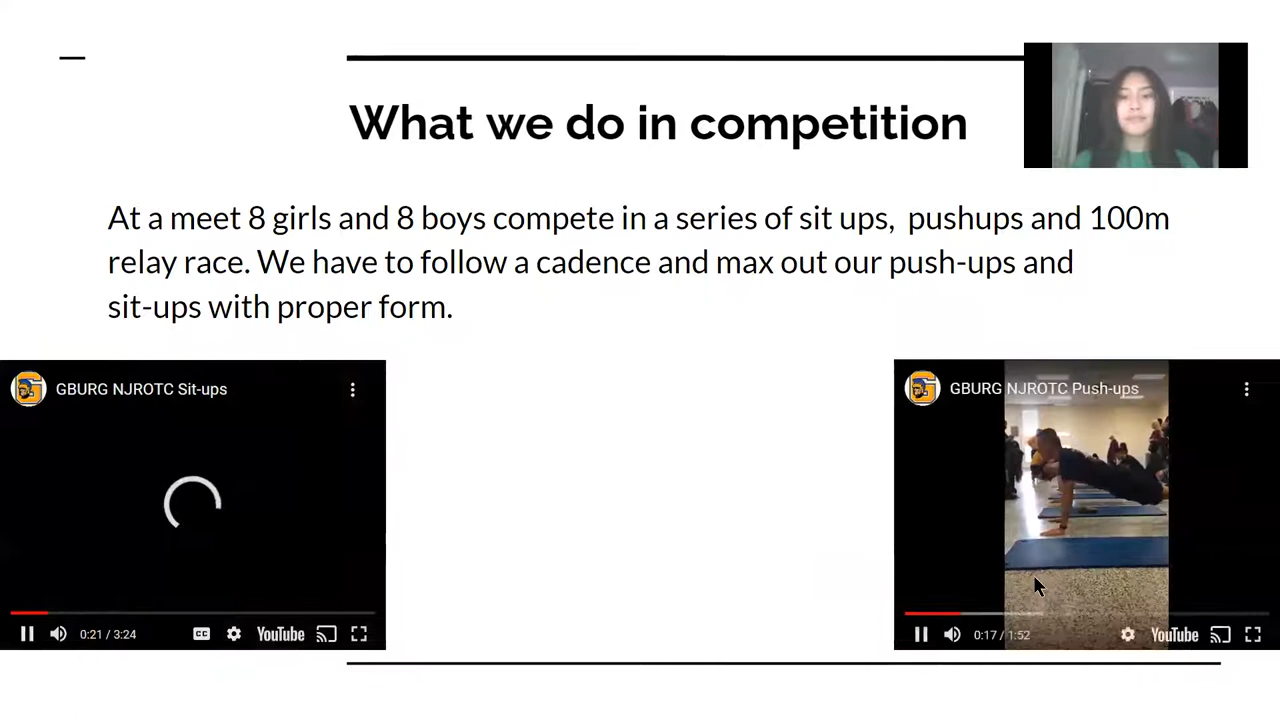 What we do in competition
At a meet 8 girls and 8 boys compete in a series of sit ups, pushups and 100m
relay race. We have to follow a cadence and max out our push-ups and
sit-ups with proper form.
GBURG NJROTC Sit-ups
GBURG NJROTC Push-ups
0:21 / 3:24
CC
YouTube
0:17 / 1:52
YouTube